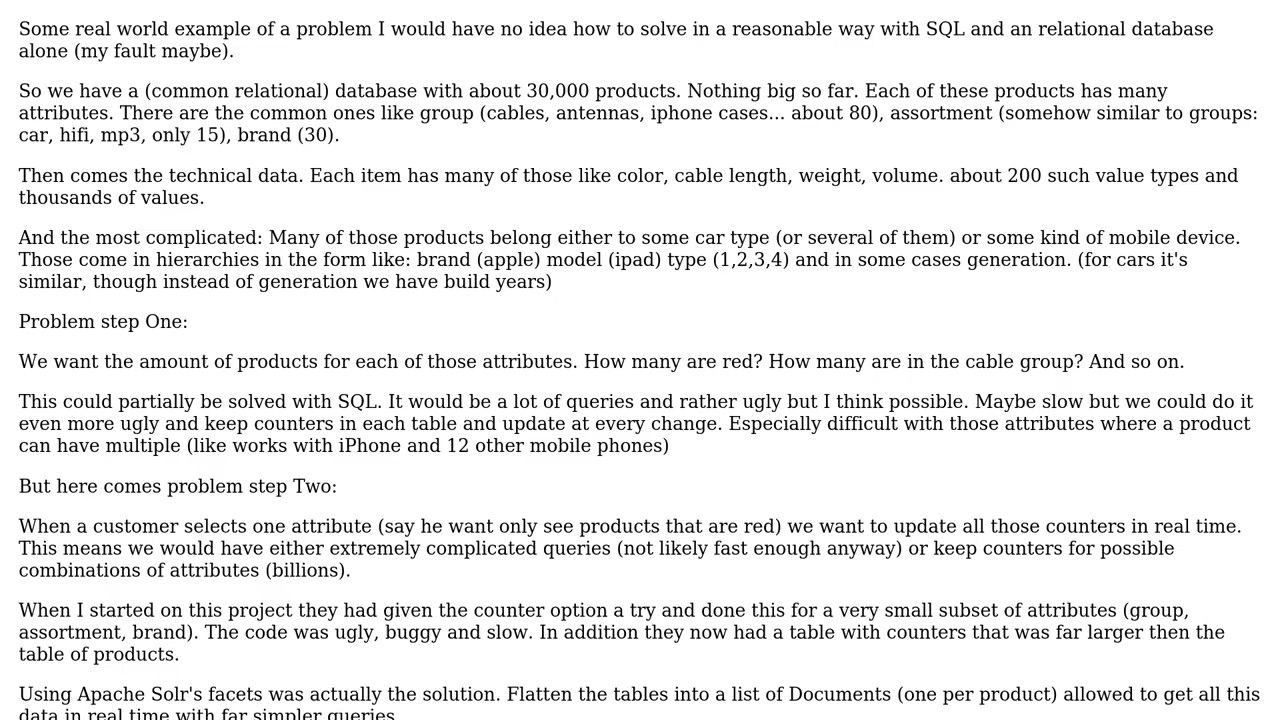 Some real world example of a problem I would have no idea how to solve in a reasonable way with SQL and an relational database
alone (my fault maybe).
So we have a (common relational) database with about 30,000 products. Nothing big so far. Each of these products has many
attributes. There are the common ones like group (cables, antennas, iphone cases... about 80), assortment (somehow similar to groups:
car, hifi, mp3, only 15), brand (30).
Then comes the technical data. Each item has many of those like color, cable length, weight, volume. about 200 such value types and
thousands of values.
And the most complicated: Many of those products belong either to some car type (or several of them) or some kind of mobile device.
Those come in hierarchies in the form like: brand (apple) model (ipad) type (1,2,3,4) and in some cases generation. (for cars it's
similar, though instead of generation we have build years)
Problem step One:
We want the amount of products for each of those attributes. How many are red? How many are in the cable group? And so on.
This could partially be solved with SQL. It would be a lot of queries and rather ugly but I think possible. Maybe slow but we could do it
even more ugly and keep counters in each table and update at every change. Especially difficult with those attributes where a product
can have multiple (like works with iPhone and 12 other mobile phones)
But here comes problem step Two:
When a customer selects one attribute (say he want only see products that are red) we want to update all those counters in real time.
This means we would have either extremely complicated queries (not likely fast enough anyway) or keep counters for possible
combinations of attributes (billions).
When I started on this project they had given the counter option a try and done this for a very small subset of attributes (group,
assortment, brand). The code was ugly, buggy and slow. In addition they now had a table with counters that was far larger then the
table of products.
Using Apache Solr's facets was actually the solution. Flatten the tables into a list of Documents (one per product) allowed to get all this
data in real time with far simpler queries.